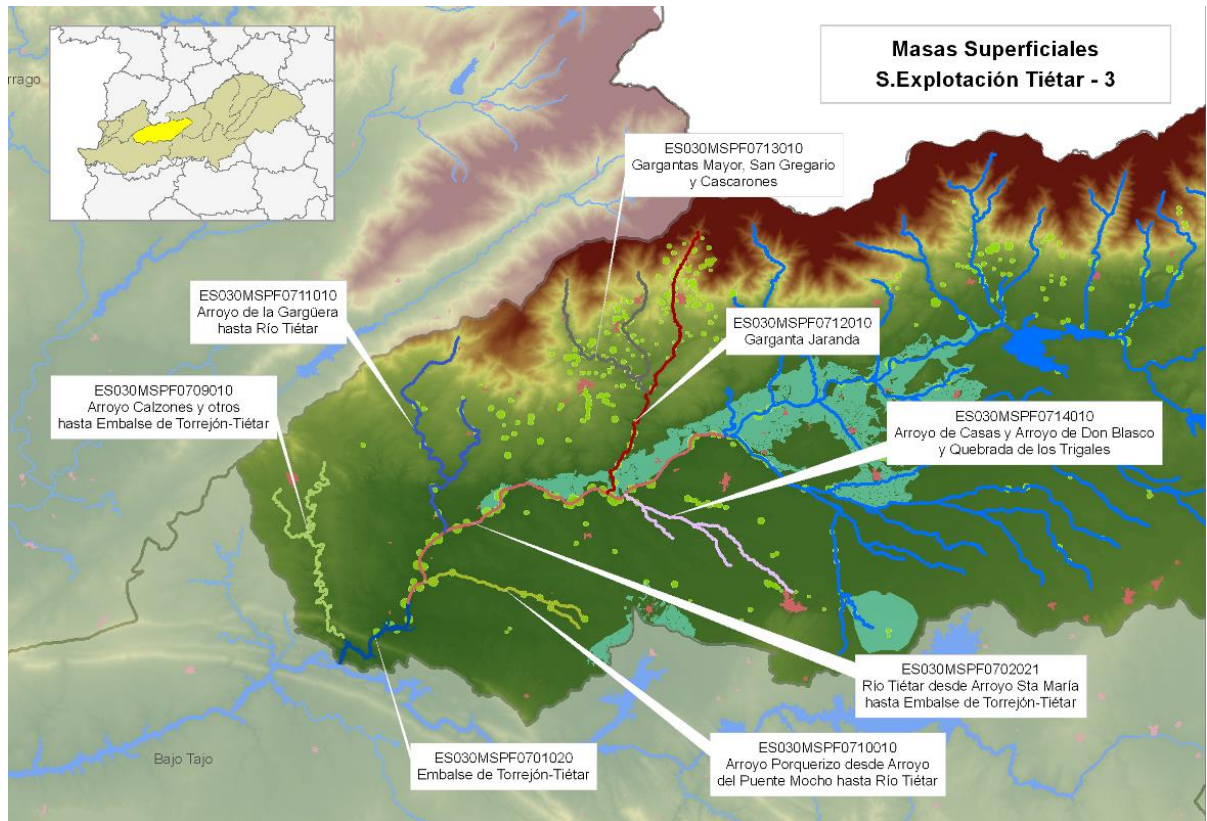 Masas Superficiales
S.Explotación Tiétar - 3
rrago
ES030MSPF0713010
Gargantas Mayor, San Gregario
y Cascarones
ES030MSPF0711010
Arroyo de la Gargüera
hasta Río Tiétar
ES030MSPF0712010
Garganta Jaranda
ES030MSPF0709010
Arroyo Calzones y otros
hasta Embalse de Torrejón-Tiétar
ES030MSPF0714010
Arroyo de Casas y Arroyo de Don Blasco
y Quebrada de los Trigales
ES030MSPF0702021
Río Tiétar desde Arroyo Sta María
hasta Embalse de Torrejón-Tiétar
ES030MSPF0701020
Embalse de Torrejón-Tiétar
ES030MSPF0710010
Arroyo Porquerizo desde Arroyo
del Puente Mocho hasta Río Tiétar
Bajo Tajo